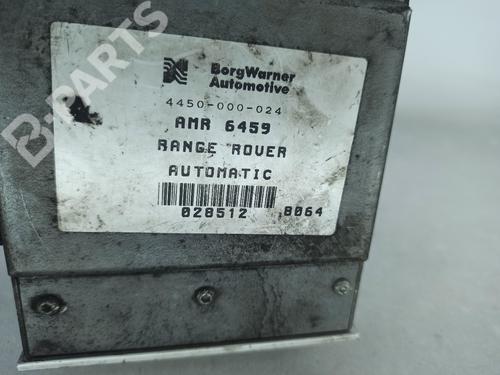 B-PARTS
BorgWarner
Automotive
4450-000-024
AMR 6459
RANGE ROVER
AUTOMATIC
028512 8064